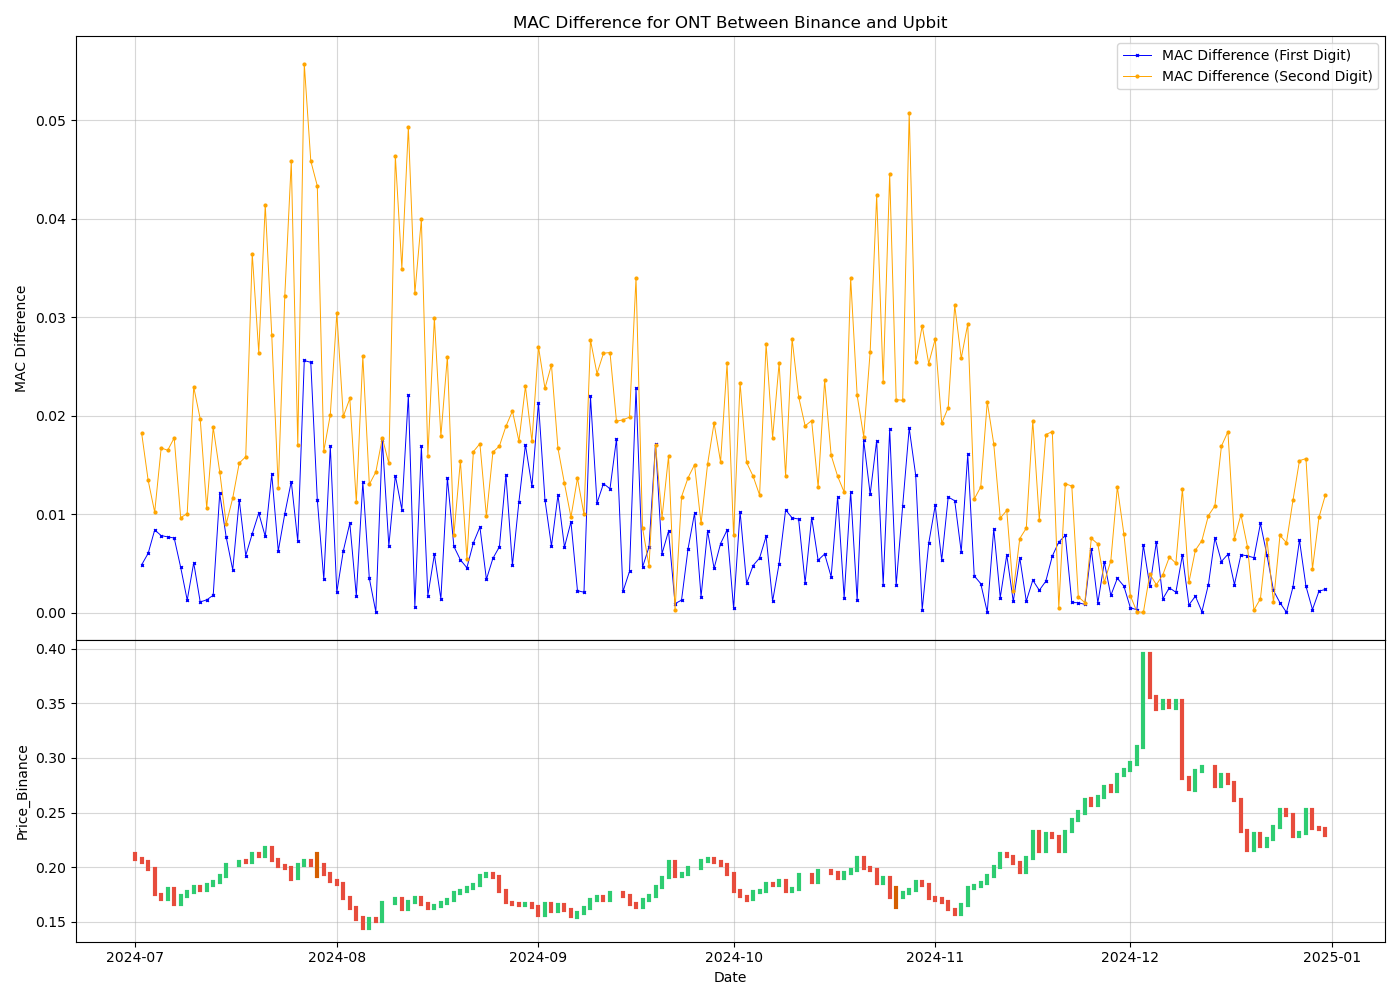 MAC Difference for ONT Between Binance and Upbit
MAC Difference (First Digit)
MAC Difference (Second Digit)
MAC Difference
0.05
0.04
0.03
0.02
0.01
0.00
Price_Binance
0.40
0.35
0.30
0.25
0.20
0.15
2024-07 2024-08 2024-09 2024-10 2024-11 2024-12 2025-01
Date